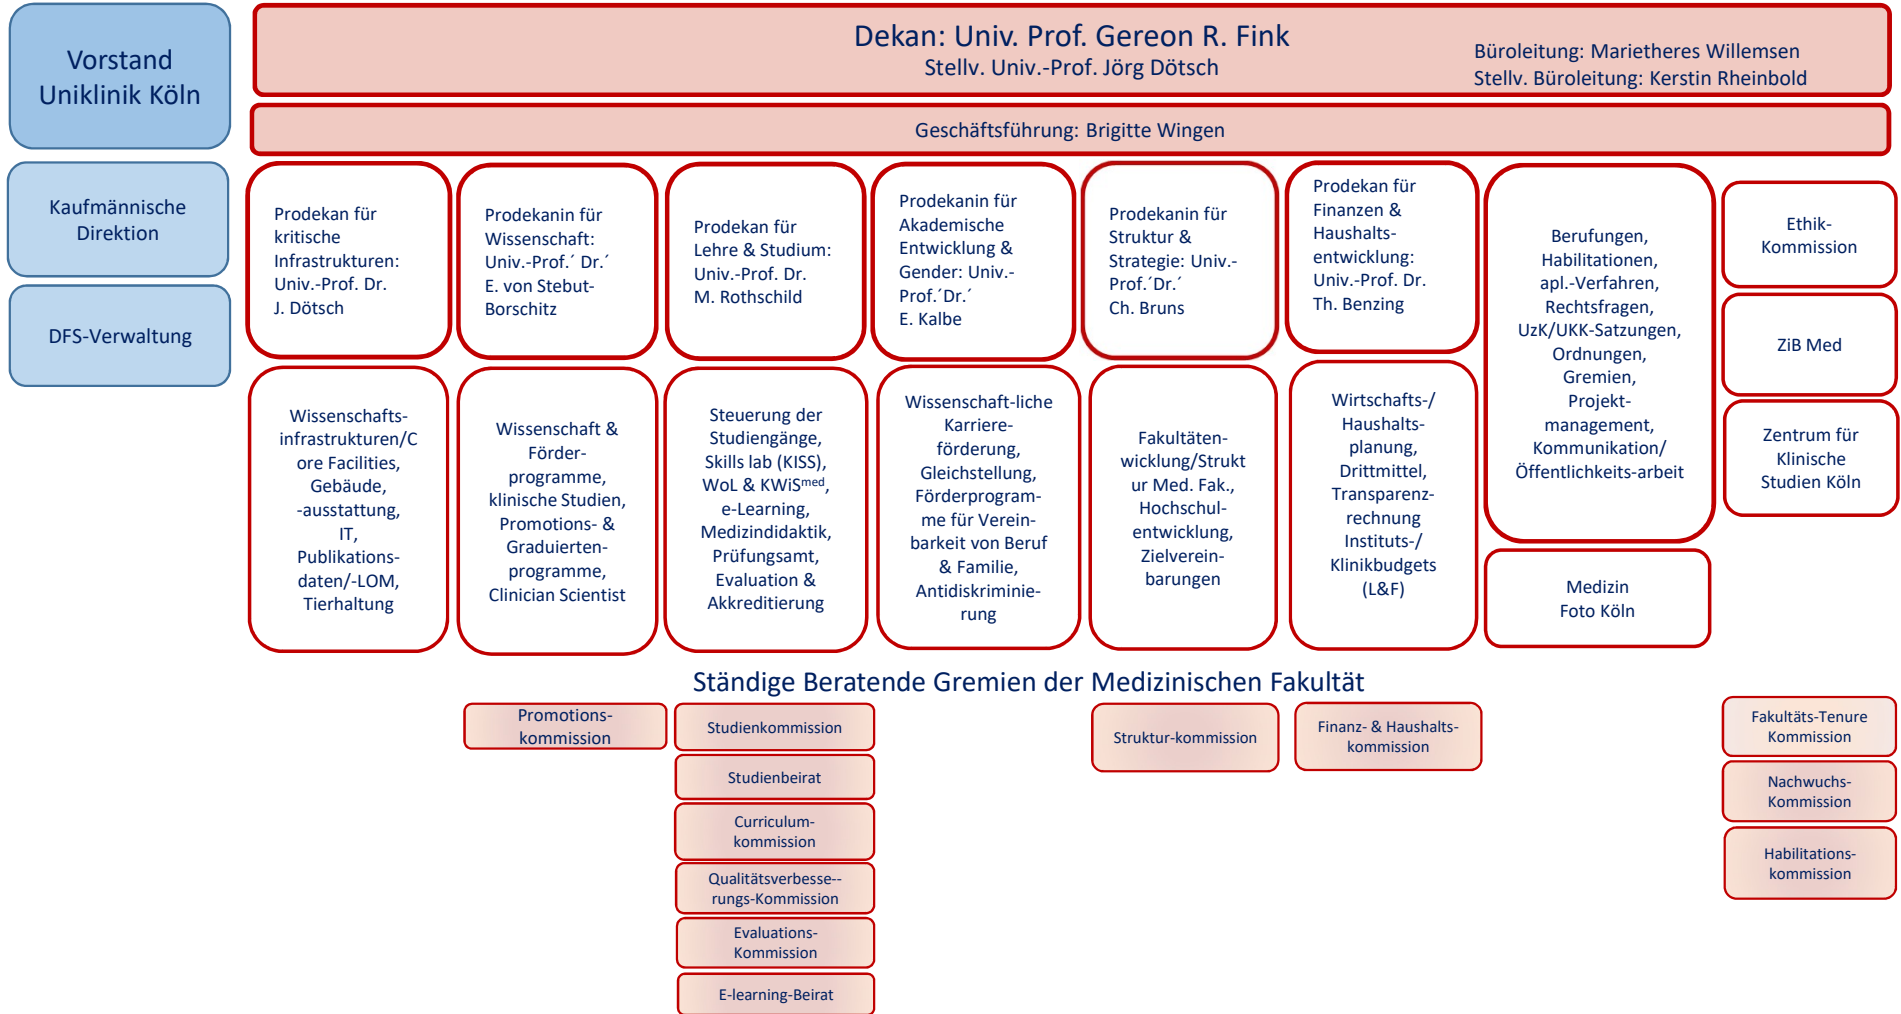 Vorstand
Uniklinik Köln
Dekan: Univ. Prof. Gereon R. Fink
Stellv. Univ.-Prof. Jörg Dötsch
Büroleitung: Marietheres Willemsen
Stellv. Büroleitung: Kerstin Rheinbold
Geschäftsführung: Brigitte Wingen
Kaufmännische
Direktion
DFS-Verwaltung
Prodekan für
kritische
Infrastrukturen:
Univ.-Prof. Dr.
J. Dötsch
Prodekanin für
Wissenschaft:
Univ.-Prof.´ Dr.´
E. von Stebut-
Borschitz
Prodekan für
Lehre & Studium:
Univ.-Prof. Dr.
M. Rothschild
Prodekanin für
Akademische
Entwicklung &
Gender: Univ.-
Prof.´Dr.´
E. Kalbe
Prodekanin für
Struktur &
Strategie: Univ.-
Prof.´Dr.´
Ch. Bruns
Prodekan für
Finanzen &
Haushalts-
entwicklung:
Univ.-Prof. Dr.
Th. Benzing
Berufungen,
Habilitationen,
apl.-Verfahren,
Rechtsfragen,
UzK/UKK-Satzungen,
Ordnungen,
Gremien,
Projekt-
management,
Kommunikation/
Öffentlichkeits-arbeit
Ethik-
Kommission
ZiB Med
Zentrum für
Klinische
Studien Köln
Wissenschafts-
infrastrukturen/C
ore Facilities,
Gebäude,
-ausstattung,
IT,
Publikations-
daten/-LOM,
Tierhaltung
Wissenschaft &
Förder-
programme,
klinische Studien,
Promotions- &
Graduierten-
programme,
Clinician Scientist
Steuerung der
Studiengänge,
Skills lab (KISS),
WoL & KWiSmed,
e-Learning,
Medizindidaktik,
Prüfungsamt,
Evaluation &
Akkreditierung
Wissenschaft-liche
Karriere-
förderung,
Gleichstellung,
Förderprogram-
me für Verein-
barkeit von Beruf
& Familie,
Antidiskriminie-
rung
Fakultäten-
wicklung/Strukt
ur Med. Fak.,
Hochschul-
entwicklung,
Zielverein-
barungen
Wirtschafts-/
Haushalts-
planung,
Drittmittel,
Transparenz-
rechnung
Instituts-/
Klinikbudgets
(L&F)
Medizin
Foto Köln
Ständige Beratende Gremien der Medizinischen Fakultät
Promotions-
kommission
Studienkommission
Studienbeirat
Curriculum-
kommission
Qualitätsverbesse--
rungs-Kommission
Evaluations-
Kommission
E-learning-Beirat
Struktur-kommission
Finanz- & Haushalts-
kommission
Fakultäts-Tenure
Kommission
Nachwuchs-
Kommission
Habilitations-
kommission